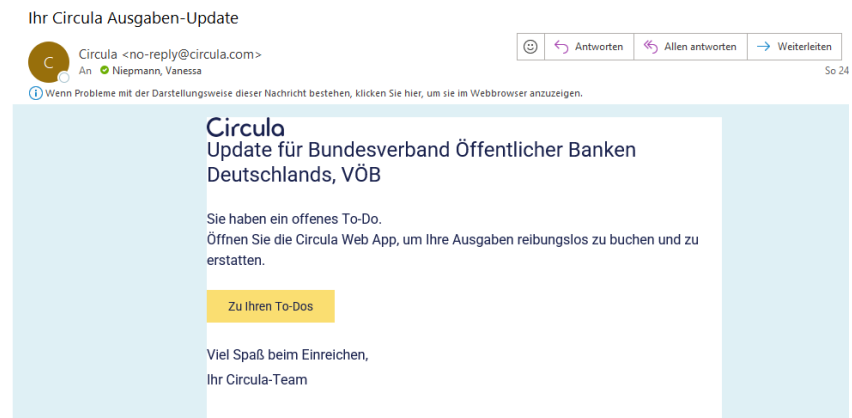 Ihr Circula Ausgaben-Update
C
Circula <no-reply@circula.com>
An Niepmann, Vanessa
Antworten
Allen antworten
Weiterleiten
So 24
Wenn Probleme mit der Darstellungsweise dieser Nachricht bestehen, klicken Sie hier, um sie im Webbrowser anzuzeigen.
Circula
Update für Bundesverband Öffentlicher Banken
Deutschlands, VÖB
Sie haben ein offenes To-Do.
Öffnen Sie die Circula Web App, um Ihre Ausgaben reibungslos zu buchen und zu
erstatten.
Zu Ihren To-Dos
Viel Spaß beim Einreichen,
Ihr Circula-Team